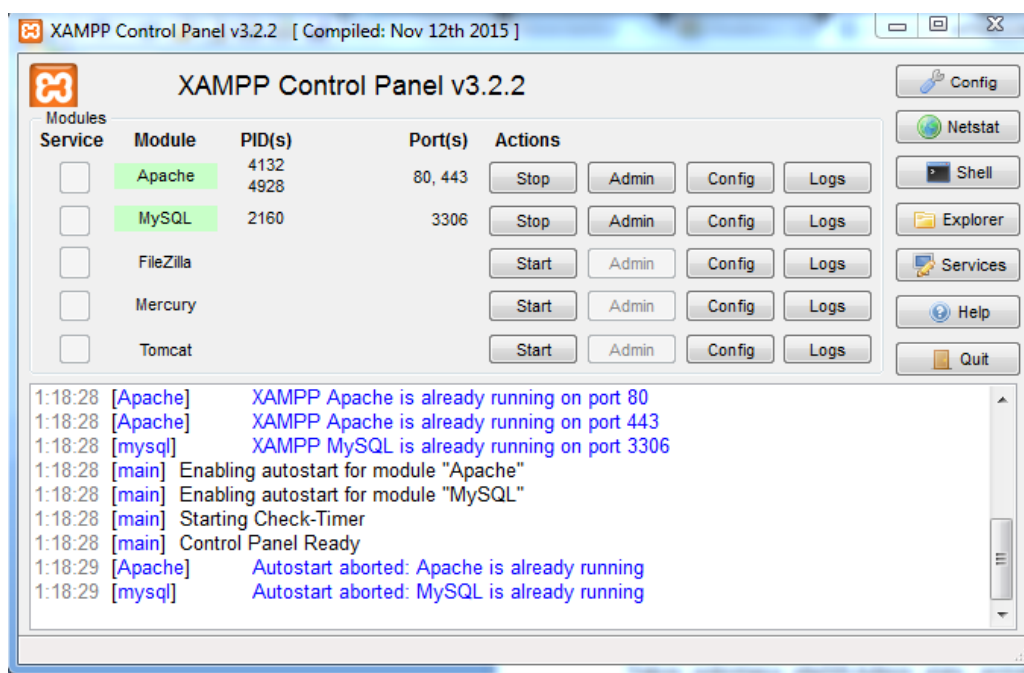 XAMPP Control Panel v3.2.2 [ Compiled: Nov 12th 2015 ]
XAMPP Control Panel v3.2.2
Config
Modules
Service Module PID(s) Port(s) Actions
Netstat
Apache 4132 4928 80, 443 Stop Admin Config Logs
Shell
MySQL 2160 3306 Stop Admin Config Logs
Explorer
FileZilla Start Admin Config Logs
Services
Mercury Start Admin Config Logs
Help
Tomcat Start Admin Config Logs
Quit
1:18:28 [Apache] XAMPP Apache is already running on port 80
1:18:28 [Apache] XAMPP Apache is already running on port 443
1:18:28 [mysql] XAMPP MySQL is already running on port 3306
1:18:28 [main] Enabling autostart for module "Apache"
1:18:28 [main] Enabling autostart for module "MySQL"
1:18:28 [main] Starting Check-Timer
1:18:28 [main] Control Panel Ready
1:18:29 [Apache] Autostart aborted: Apache is already running
1:18:29 [mysql] Autostart aborted: MySQL is already running